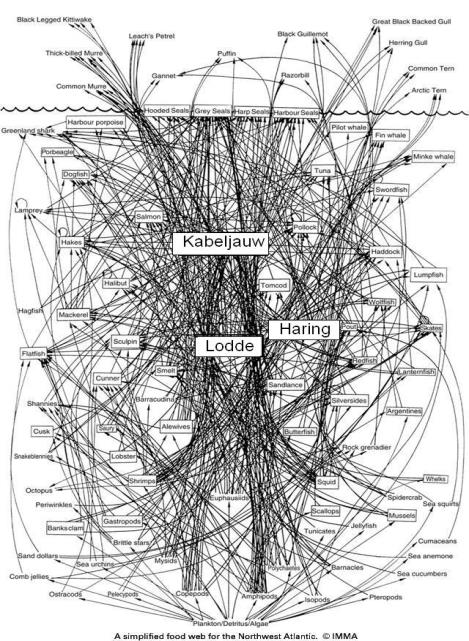 Black Legged Kittiwake
Leach's Petrel
Great Black Backed Gull
Black Guillemot
Thick-billed Murre
Puffin
Herring Gull
Gannet
Razorbill
Common Tern
Common Murre
Arctic Tern
Hooded Seals
Grey Seals
Harp Seals
Harbour Seals
Harbour porpoise
Greenland shark
Pilot whale
Fin whale
Porbeagle
Minke whale
Dogfish
Tuna
Swordfish
Lamprey
Salmon
Pollock
Hakes
Kabeljauw
Haddock
Lumpfish
Halibut
Tomcod
Hagfish
Mackerel
Wolffish
Haring
Skates
Sculpin
Lodde
Flatfish
Redfish
Smelt
Lanternfish
Cunner
Sandlance
Barracudina
Silversides
Shannies
Argentines
Cusk
Saury
Alewives
Butterfish
Snakeblennies
Lobster
Rock grenadier
Shrimps
Squid
Whelks
Octopus
Euphausiids
Spidercrab
Periwinkles
Sea squirts
Scallops
Gastropods
Mussels
Banksclam
Jellyfish
Tunicates
Brittle stars
Cumaceans
Sand dollars
Mysids
Sea anemone
Sea urchins
Polychaetes
Barnacles
Comb jellies
Sea cucumbers
Ostracods
Pelecypods
Copepods
Amphipods
Isopods
Pteropods
Plankton/Detritus/Algae
A simplified food web for the Northwest Atlantic. © IMMA